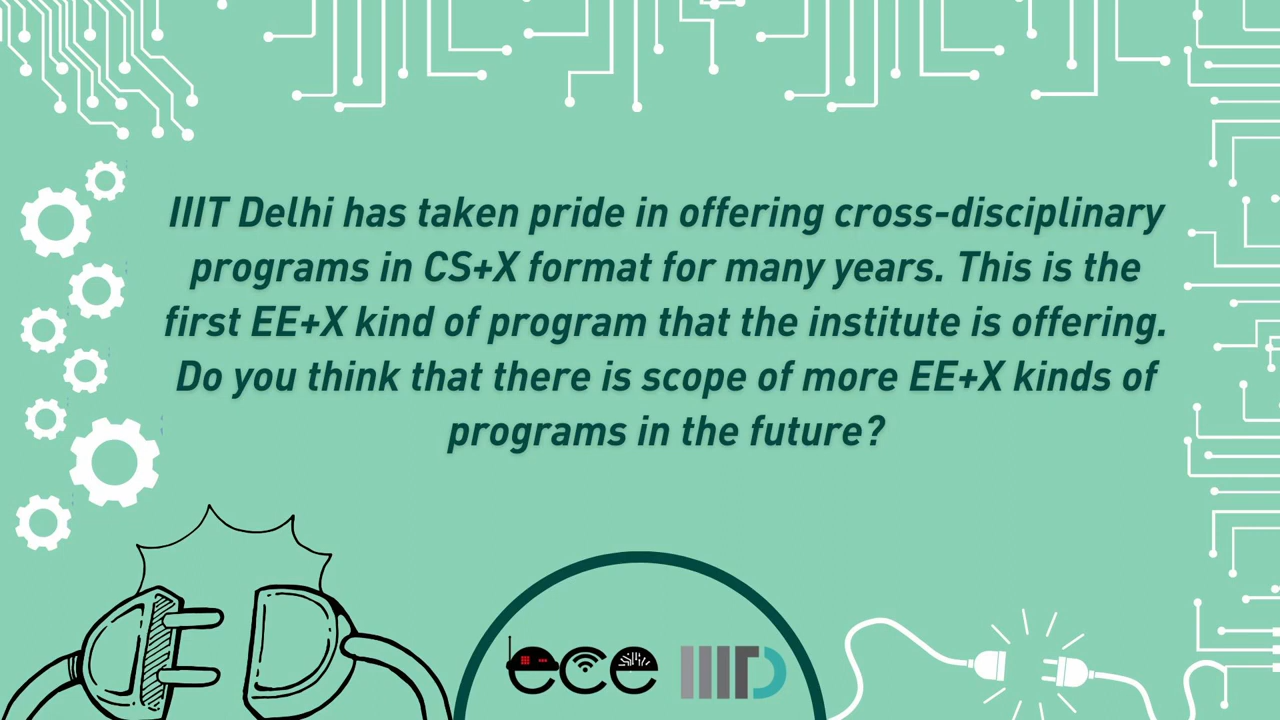 IIIT Delhi has taken pride in offering cross-disciplinary
programs in CS+X format for many years. This is the
first EE+X kind of program that the institute is offering.
Do you think that there is scope of more EE+X kinds of
programs in the future?
ece IIITD